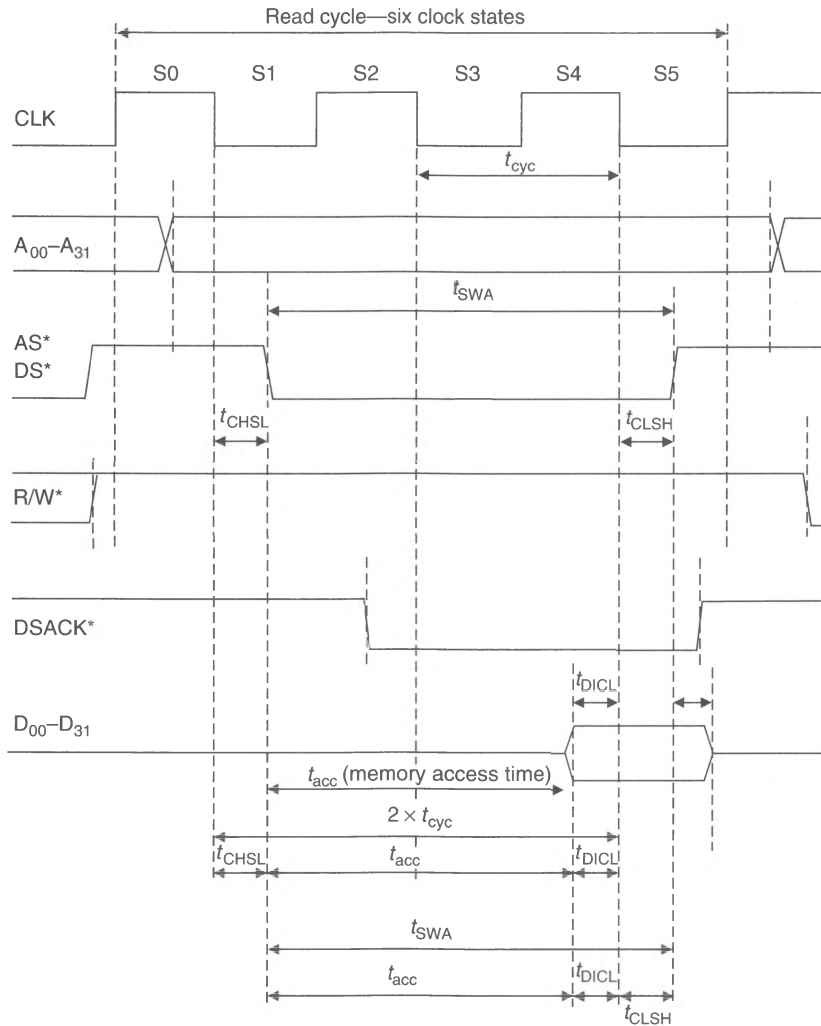 Read cycle—six clock states
S0 S1 S2 S3 S4 S5
CLK
tcyc
A00–A31
tSWA
AS*
DS*
tCHSL tCLSH
R/W*
DSACK*
tDICL
D00–D31
tacc (memory access time)
2 × tcyc
tCHSL tacc tDICL
tSWA
tacc tDICL
tCLSH